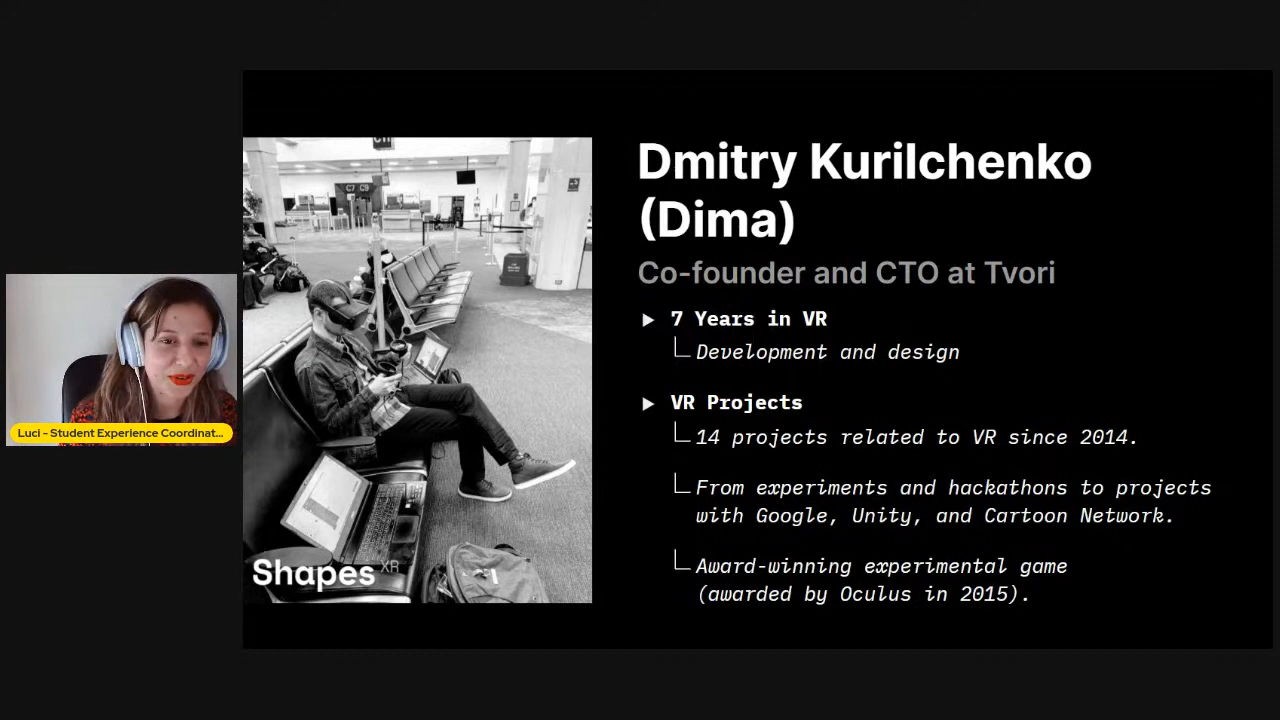 Dmitry Kurilchenko
(Dima)
Co-founder and CTO at Tvori
7 Years in VR
Development and design
VR Projects
14 projects related to VR since 2014.
From experiments and hackathons to projects
with Google, Unity, and Cartoon Network.
Award-winning experimental game
(awarded by Oculus in 2015).
C7 C9
Shapes XR
Luci - Student Experience Coordinat...